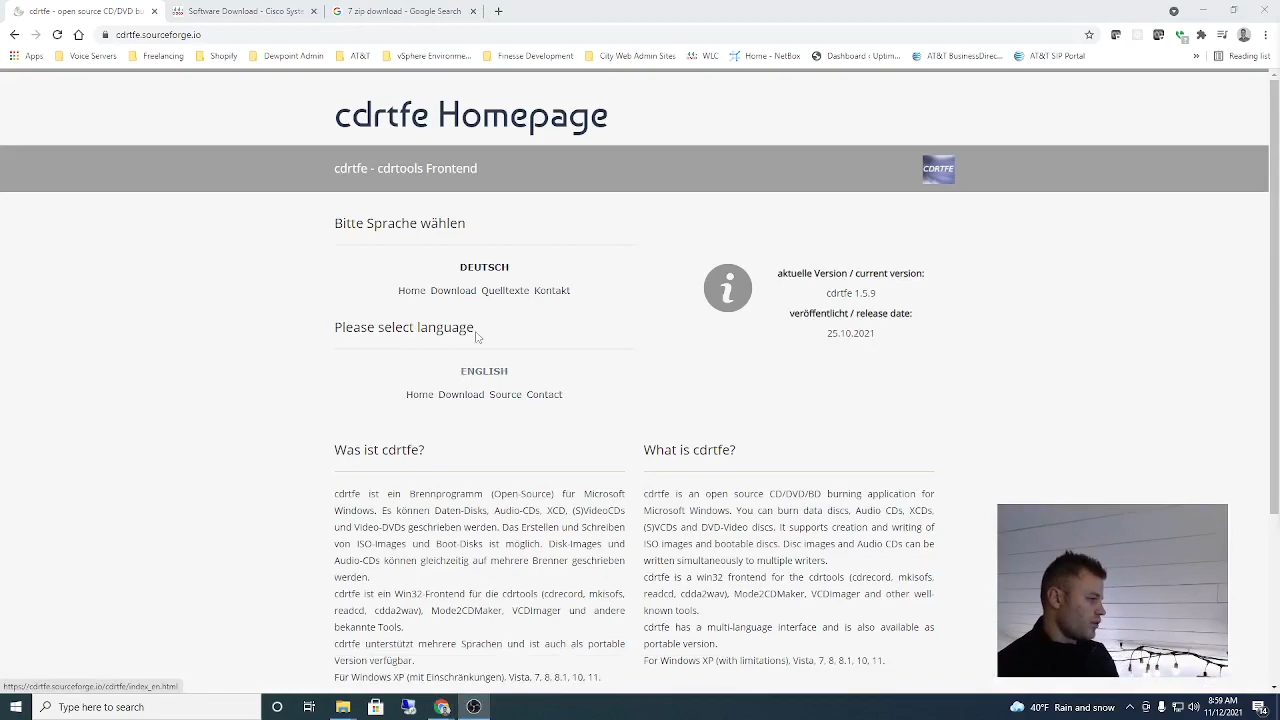 cdrtfe - open source CD/DVD bu
Software Download - Cisco System
7 zip download - Google Search
cdrtfe.sourceforge.io
Apps
Voice Servers
Freelancing
Shopify
Dewpoint Admin
AT&T
vSphere Environme...
Finesse Development
City Web Admin Sites
WLC
Home - NetBox
Dashboard ‹ Uptim...
AT&T BusinessDirec...
AT&T SIP Portal
»
Reading list
cdrtfe Homepage
cdrtfe - cdrtools Frontend
CDRTFE
Bitte Sprache wählen
DEUTSCH
Home Download Quelltexte Kontakt
Please select language
ENGLISH
Home Download Source Contact
aktuelle Version / current version:
cdrtfe 1.5.9
veröffentlicht / release date:
25.10.2021
Was ist cdrtfe?
cdrtfe ist ein Brennprogramm (Open-Source) für Microsoft
Windows. Es können Daten-Disks, Audio-CDs, XCD, (S)VideoCDs
und Video-DVDs geschrieben werden. Das Erstellen und Schreiben
von ISO-Images und Boot-Disks ist möglich. Disk-Images und
Audio-CDs können gleichzeitig auf mehrere Brenner geschrieben
werden.
cdrtfe ist ein Win32-Frontend für die cdrtools (cdrecord, mkisofs,
readcd, cdda2wav), Mode2CDMaker, VCDImager und andere
bekannte Tools.
cdrtfe unterstützt mehrere Sprachen und ist auch als portable
Version verfügbar.
Für Windows XP (mit Einschränkungen), Vista, 7, 8, 8.1, 10, 11.
What is cdrtfe?
cdrtfe is an open source CD/DVD/BD burning application for
Microsoft Windows. You can burn data discs, Audio CDs, XCDs,
(S)VCDs and DVD-Video discs. It supports creation and writing of
ISO images and bootable discs. Disc images and Audio CDs can be
written simultaneously to multiple writers.
cdrtfe is a win32 frontend for the cdrtools (cdrecord, mkisofs,
readcd, cdda2wav), Mode2CDMaker, VCDImager and other well-
known tools.
cdrtfe has a multi-language interface and is also available as
portable version.
For Windows XP (with limitations), Vista, 7, 8, 8.1, 10, 11.
https://cdrtfe.sourceforge.io/cdrtfe/index_en.html
Type here to search
40°F Rain and snow
8:59 AM
11/12/2021